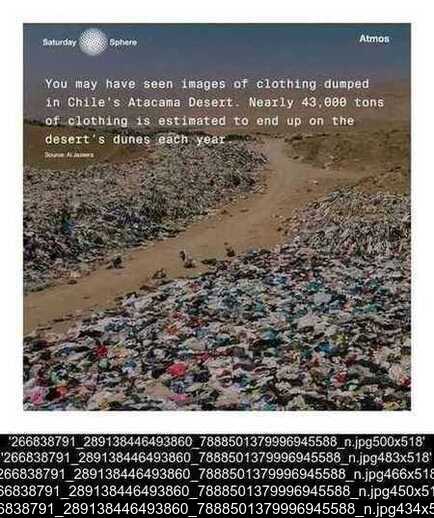 Saturday Sphere
Atmos
You may have seen images of clothing dumped
in Chile's Atacama Desert. Nearly 43,000 tons
of clothing is estimated to end up on the
desert's dunes each year
Source: Al Jazeera
'266838791_289138446493860_7888501379996945588_n.jpg500x518'
'266838791_289138446493860_7888501379996945588_n.jpg483x518'
266838791_289138446493860_7888501379996945588_n.jpg466x518
66838791_289138446493860_7888501379996945588_n.jpg450x51
6838791_289138446493860_7888501379996945588_n.jpg434x5